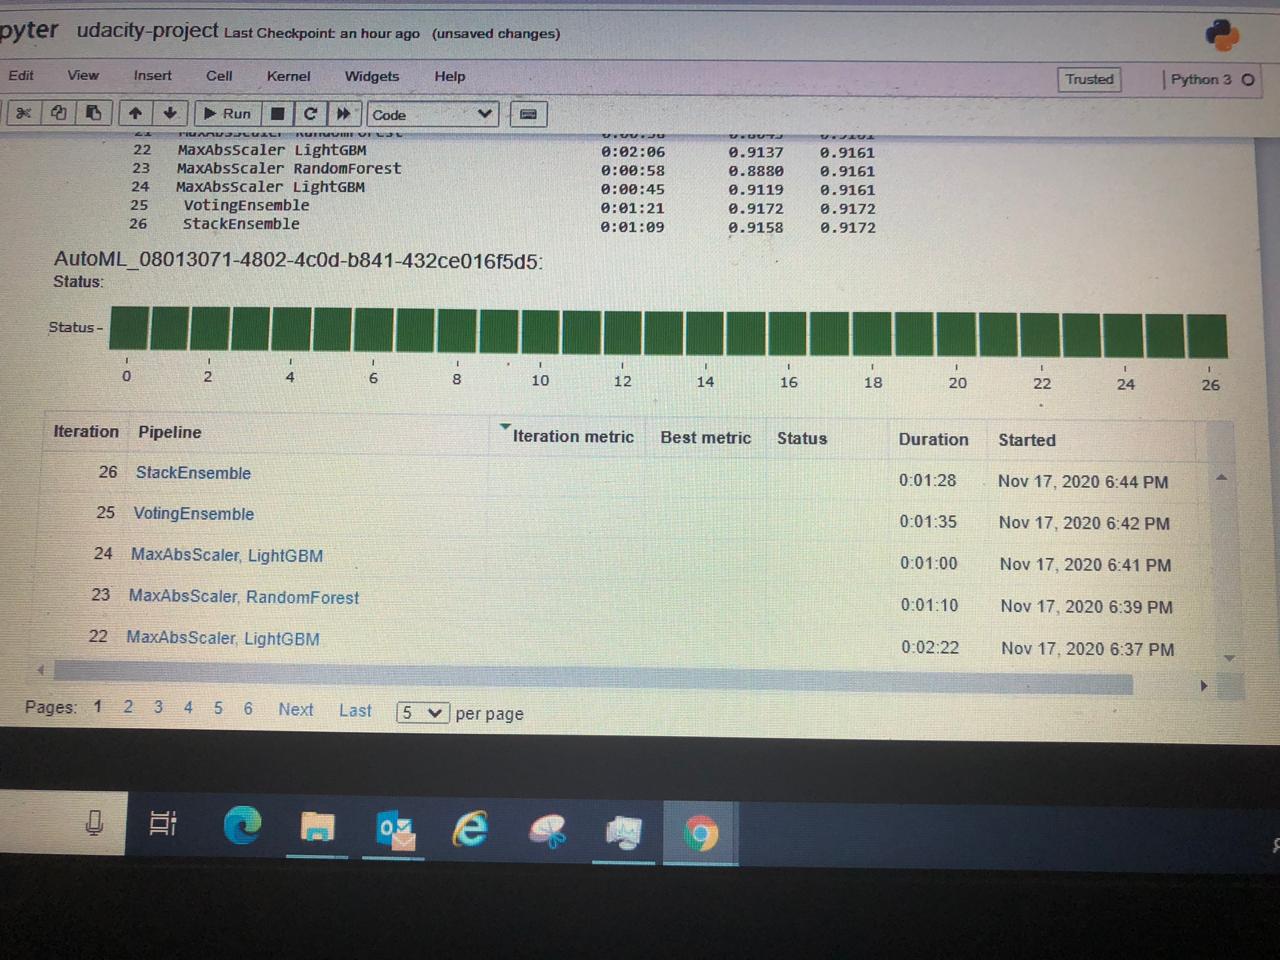 pyter udacity-project Last Checkpoint: an hour ago (unsaved changes)
Edit View Insert Cell Kernel Widgets Help Trusted Python 3
Run Code
21 MaxAbsScaler RandomForest 0.9161
22 MaxAbsScaler LightGBM 0:02:06 0.9137 0.9161
23 MaxAbsScaler RandomForest 0:00:58 0.8880 0.9161
24 MaxAbsScaler LightGBM 0:00:45 0.9119 0.9161
25 VotingEnsemble 0:01:21 0.9172 0.9172
26 StackEnsemble 0:01:09 0.9158 0.9172
AutoML_08013071-4802-4c0d-b841-432ce016f5d5:
Status:
Status
0 2 4 6 8 10 12 14 16 18 20 22 24 26
Iteration Pipeline Iteration metric Best metric Status Duration Started
26 StackEnsemble 0:01:28 Nov 17, 2020 6:44 PM
25 VotingEnsemble 0:01:35 Nov 17, 2020 6:42 PM
24 MaxAbsScaler, LightGBM 0:01:00 Nov 17, 2020 6:41 PM
23 MaxAbsScaler, RandomForest 0:01:10 Nov 17, 2020 6:39 PM
22 MaxAbsScaler, LightGBM 0:02:22 Nov 17, 2020 6:37 PM
Pages: 1 2 3 4 5 6 Next Last 5 per page